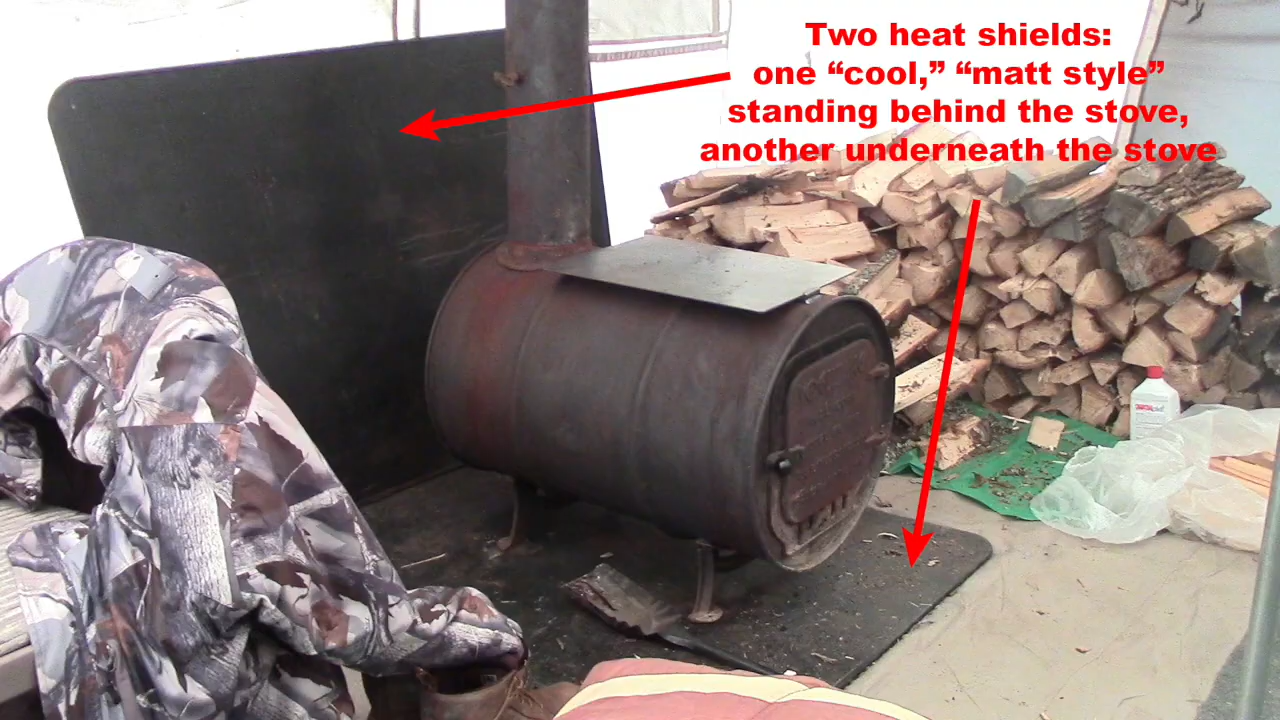 Two heat shields:
one “cool,” “matt style”
standing behind the stove,
another underneath the stove